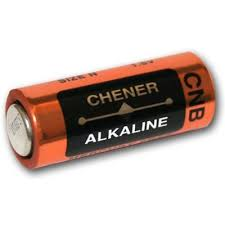 SIZE N 1.5V
CHENER
ALKALINE
CNB